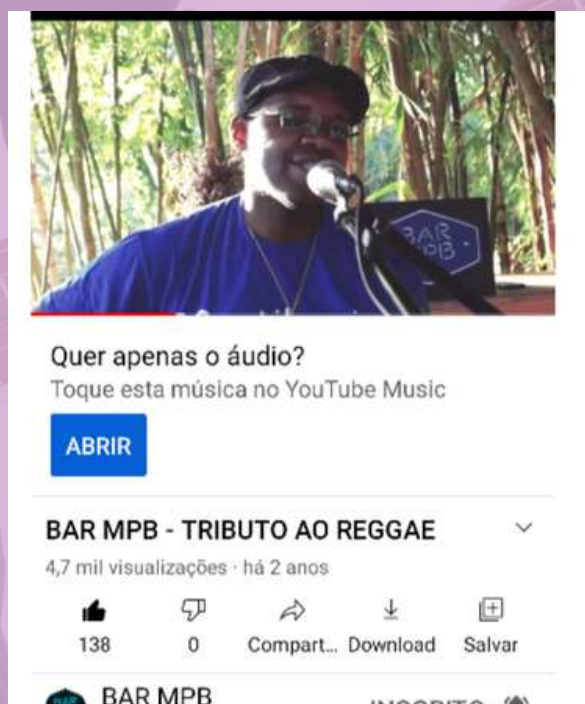 BAR
MPB
Quer apenas o áudio?
Toque esta música no YouTube Music
ABRIR
BAR MPB - TRIBUTO AO REGGAE
4,7 mil visualizações · há 2 anos
138 0 Compart... Download Salvar
BAR MPB
INSCRITO